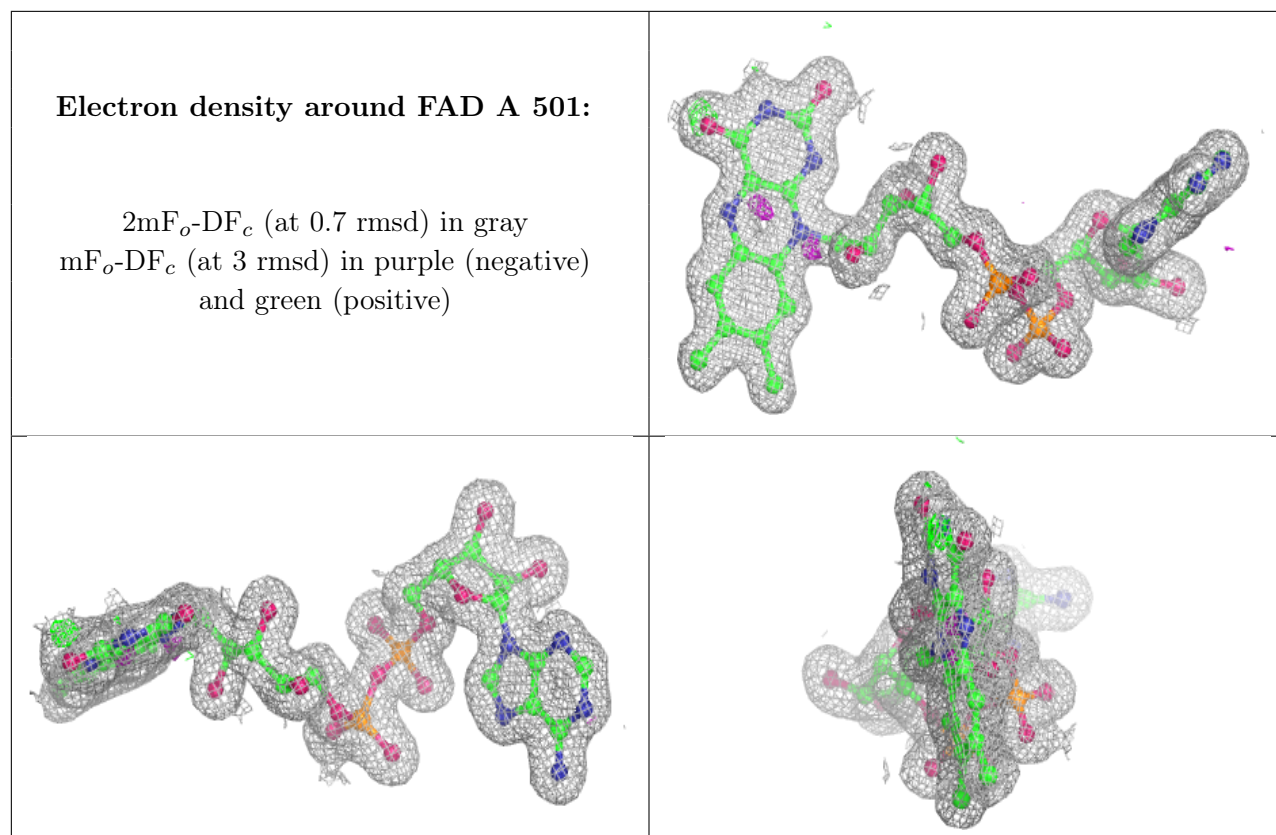 Electron density around FAD A 501:
2mFₒ-DF𝑐 (at 0.7 rmsd) in gray
mFₒ-DF𝑐 (at 3 rmsd) in purple (negative)
and green (positive)